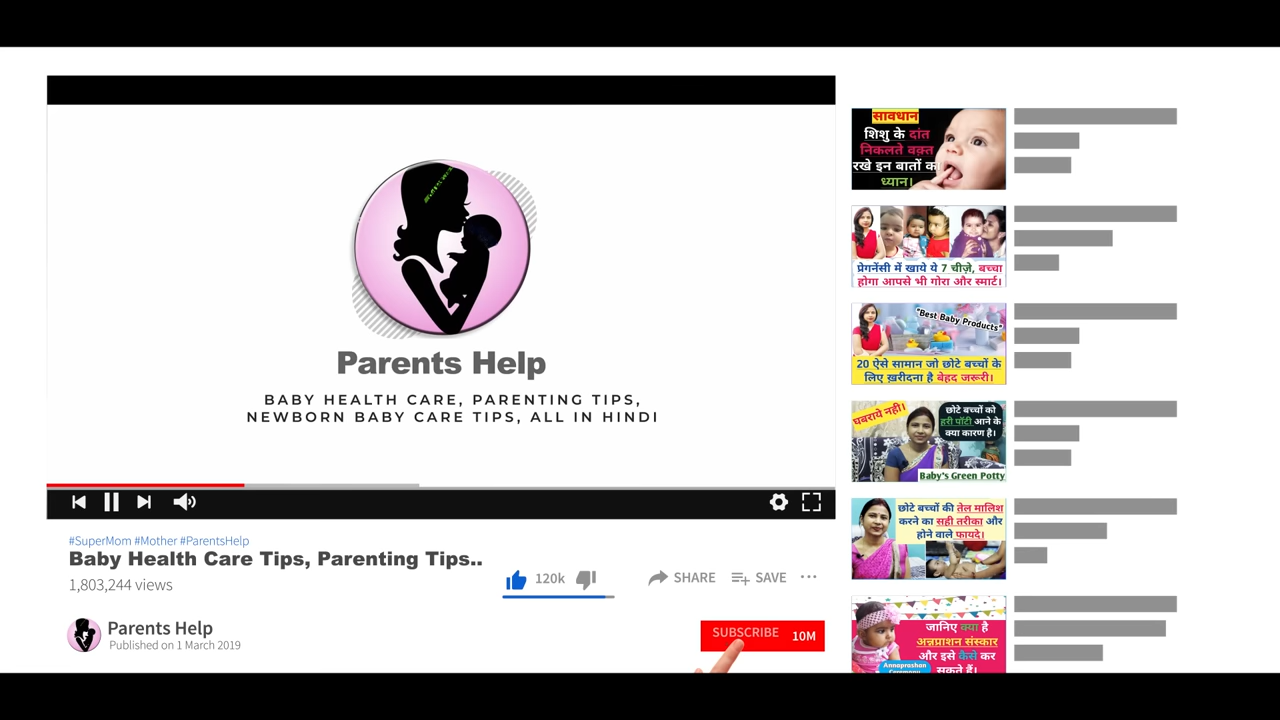 Parents Help
BABY HEALTH CARE, PARENTING TIPS,
NEWBORN BABY CARE TIPS, ALL IN HINDI
#SuperMom #Mother #ParentsHelp
Baby Health Care Tips, Parenting Tips..
1,803,244 views
120k
SHARE
SAVE
Parents Help
Published on 1 March 2019
SUBSCRIBE 10M
सावधान
शिशु के दांत
निकलते वक़्त
रखे इन बातों का
ध्यान।
प्रेगनेंसी में खाये ये 7 चीज़े, बच्चा
होगा आपसे भी गोरा और स्मार्ट।
"Best Baby Products"
20 ऐसे सामान जो छोटे बच्चों के
लिए ख़रीदना है बेहद जरूरी।
घबराये नही।
छोटे बच्चों को
हरी पॉटी आने के
क्या कारण है।
Baby's Green Potty
छोटे बच्चों की तेल मालिश
करने का सही तरीका और
होने वाले फायदे।
जानिए क्या है
अन्नप्राशन संस्कार
और इसे कैसे कर
सकते हैं।
Annaprashan
Ceremony